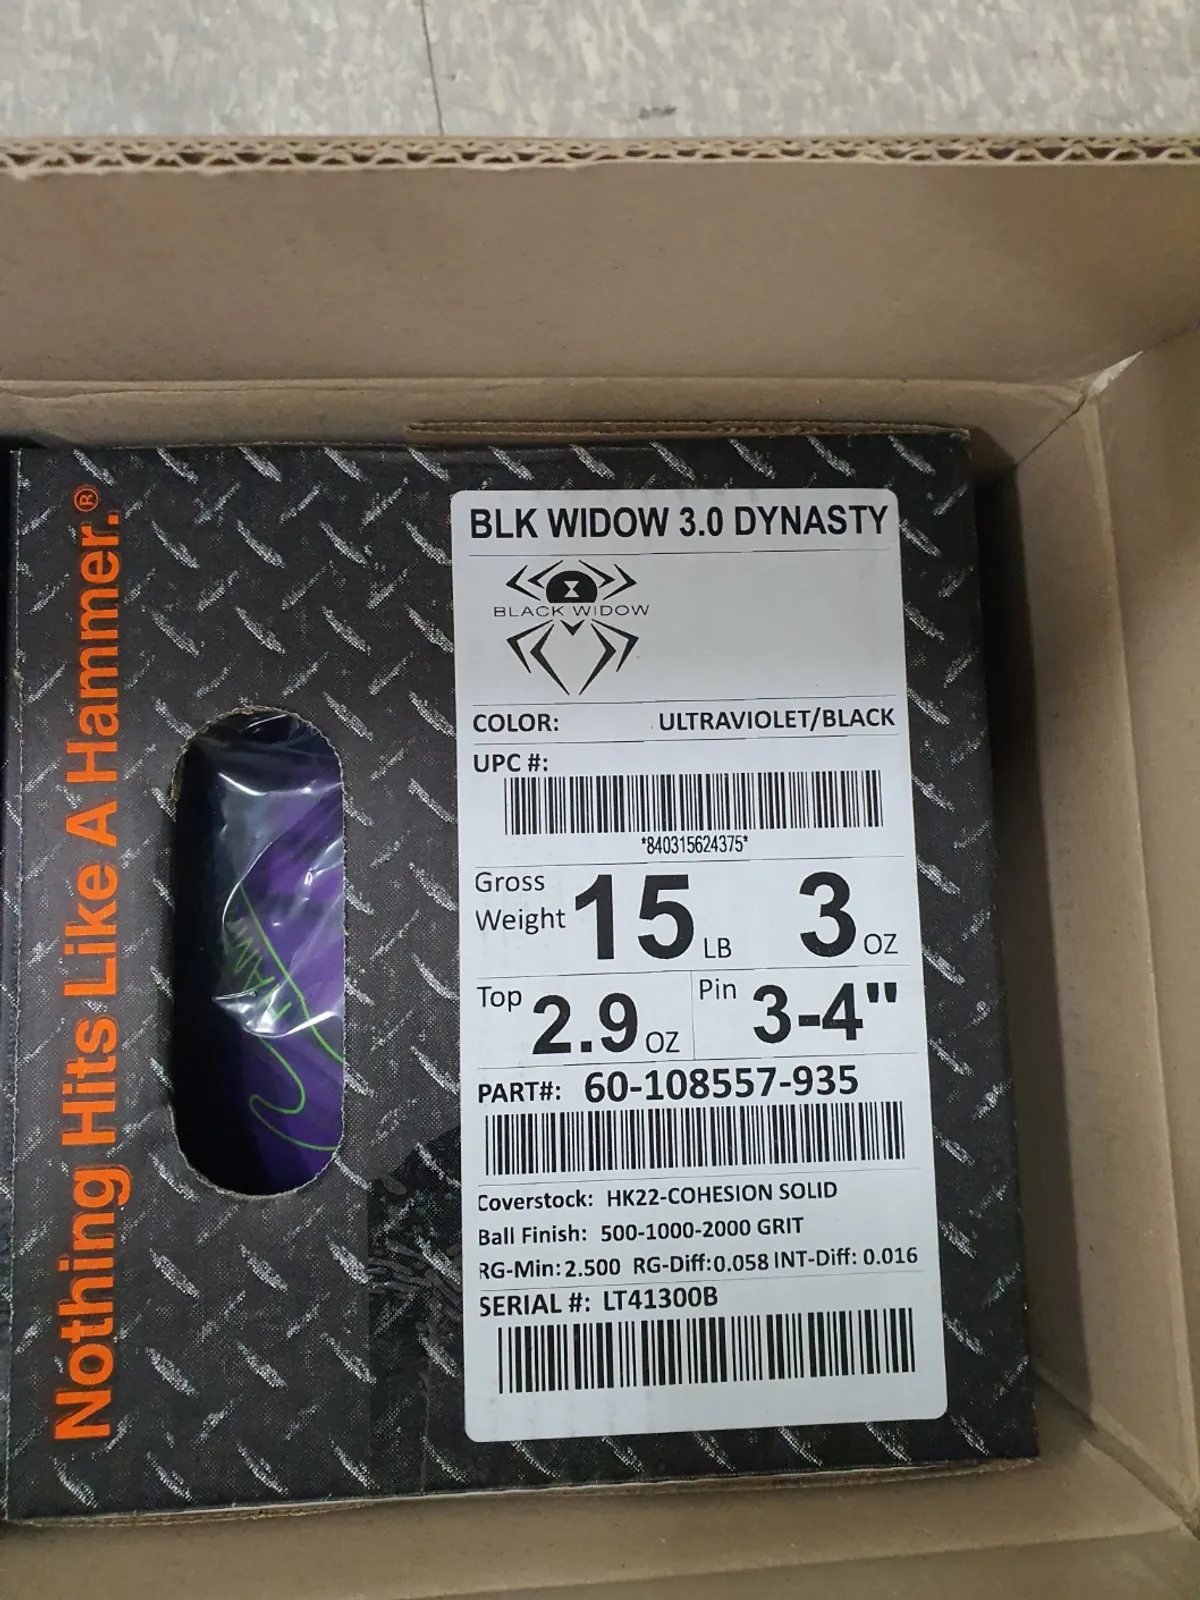 Nothing Hits Like A Hammer.®
BLK WIDOW 3.0 DYNASTY
BLACK WIDOW
COLOR: ULTRAVIOLET/BLACK
UPC #:
*840315624375*
Gross Weight 15 LB 3 OZ
Top 2.9 OZ Pin 3-4"
PART#: 60-108557-935
Coverstock: HK22-COHESION SOLID
Ball Finish: 500-1000-2000 GRIT
RG-Min: 2.500 RG-Diff: 0.058 INT-Diff: 0.016
SERIAL #: LT41300B